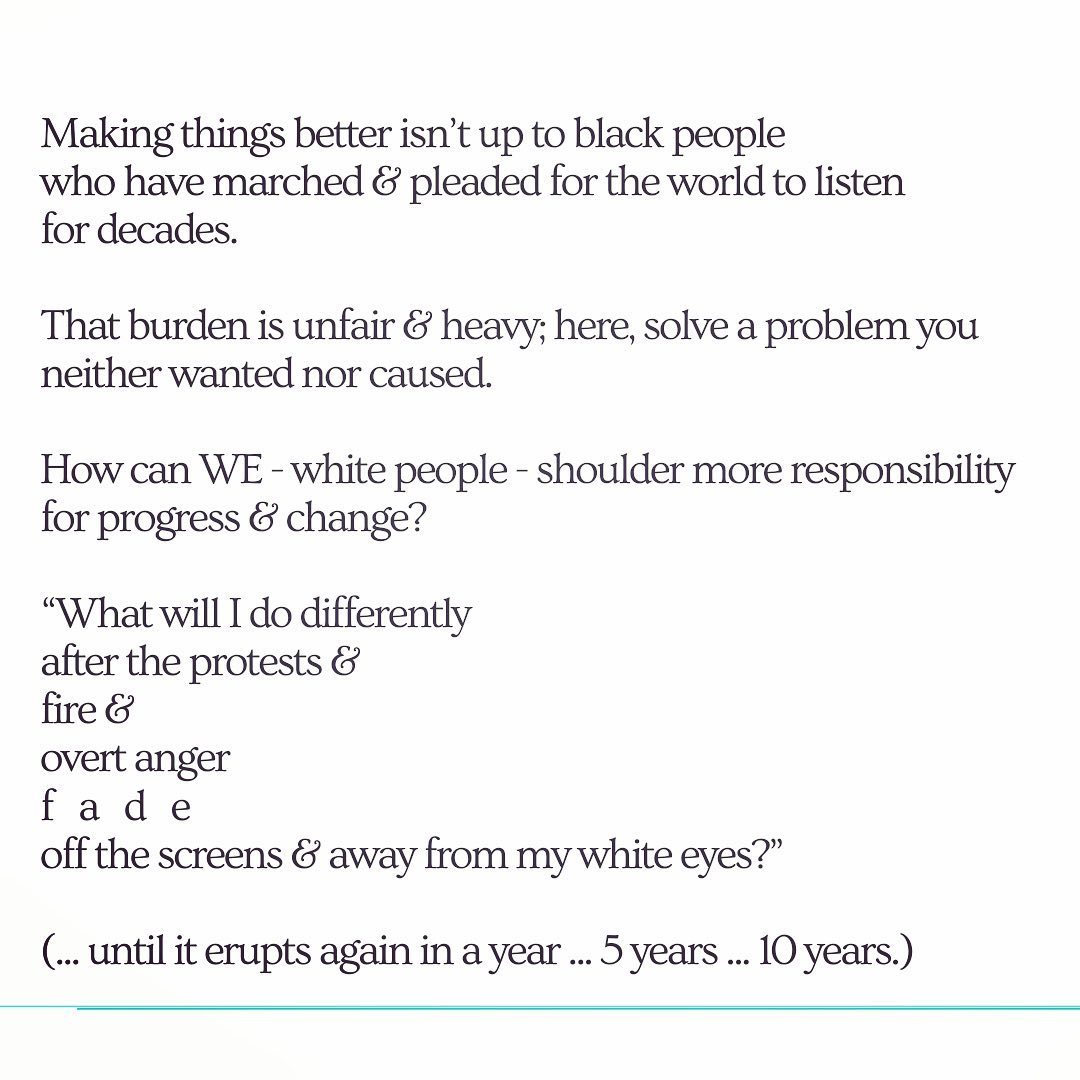 Making things better isn’t up to black people
who have marched & pleaded for the world to listen
for decades.
That burden is unfair & heavy; here, solve a problem you
neither wanted nor caused.
How can WE - white people - shoulder more responsibility
for progress & change?
“What will I do differently
after the protests &
fire &
overt anger
f a d e
off the screens & away from my white eyes?”
(... until it erupts again in a year ... 5 years ... 10 years.)